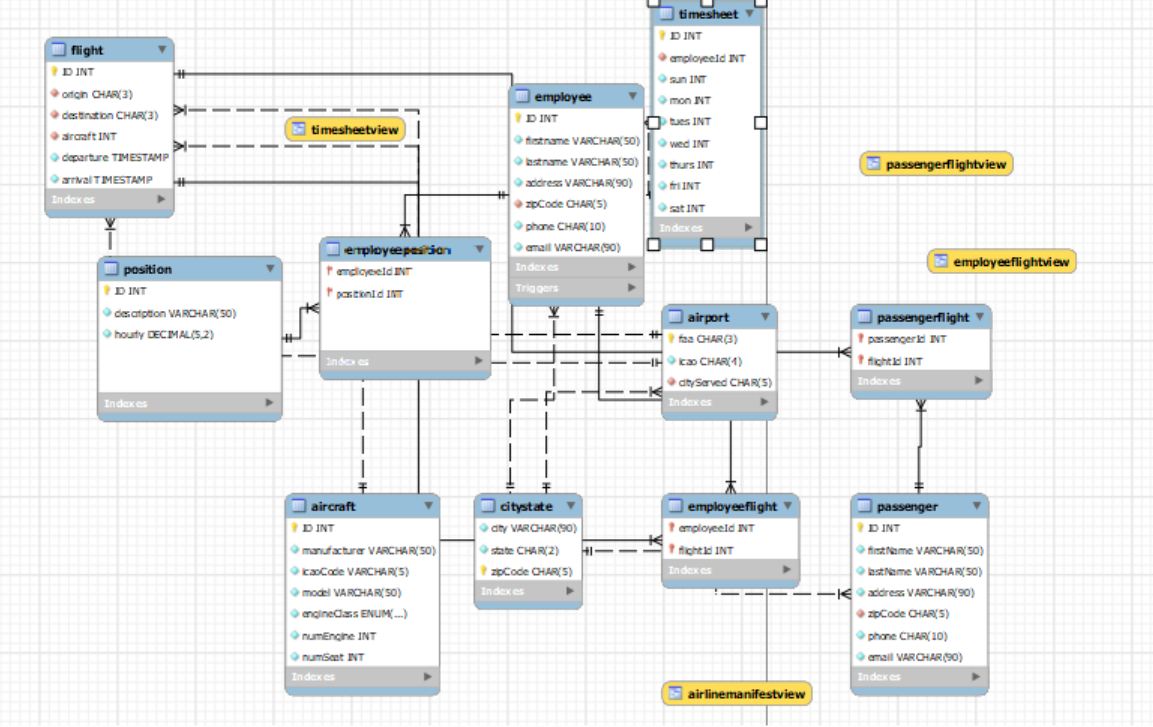 flight
ID INT
origin CHAR(3)
destination CHAR(3)
aircraft INT
departure TIMESTAMP
arrival TIMESTAMP
Indexes
timesheetview
employee
ID INT
firstname VARCHAR(50)
lastname VARCHAR(50)
address VARCHAR(90)
zipCode CHAR(5)
phone CHAR(10)
email VARCHAR(90)
Indexes
Triggers
timesheet
ID INT
employeeId INT
sun INT
mon INT
tues INT
wed INT
thurs INT
fri INT
sat INT
Indexes
passengerflightview
employeeflightview
position
ID INT
description VARCHAR(50)
hourly DECIMAL(5,2)
Indexes
employeeposition
employeeId INT
positionId INT
Indexes
airport
faa CHAR(3)
icao CHAR(4)
cityServed CHAR(5)
Indexes
passengerflight
passengerId INT
flightId INT
Indexes
aircraft
ID INT
manufacturer VARCHAR(50)
icaoCode VARCHAR(5)
model VARCHAR(50)
engineClass ENUM(...)
numEngine INT
numSeat INT
Indexes
citystate
city VARCHAR(90)
state CHAR(2)
zipCode CHAR(5)
Indexes
employeeflight
employeeId INT
flightId INT
Indexes
passenger
ID INT
firstName VARCHAR(50)
lastName VARCHAR(50)
address VARCHAR(90)
zipCode CHAR(5)
phone CHAR(10)
email VARCHAR(90)
Indexes
airlinemanifestview